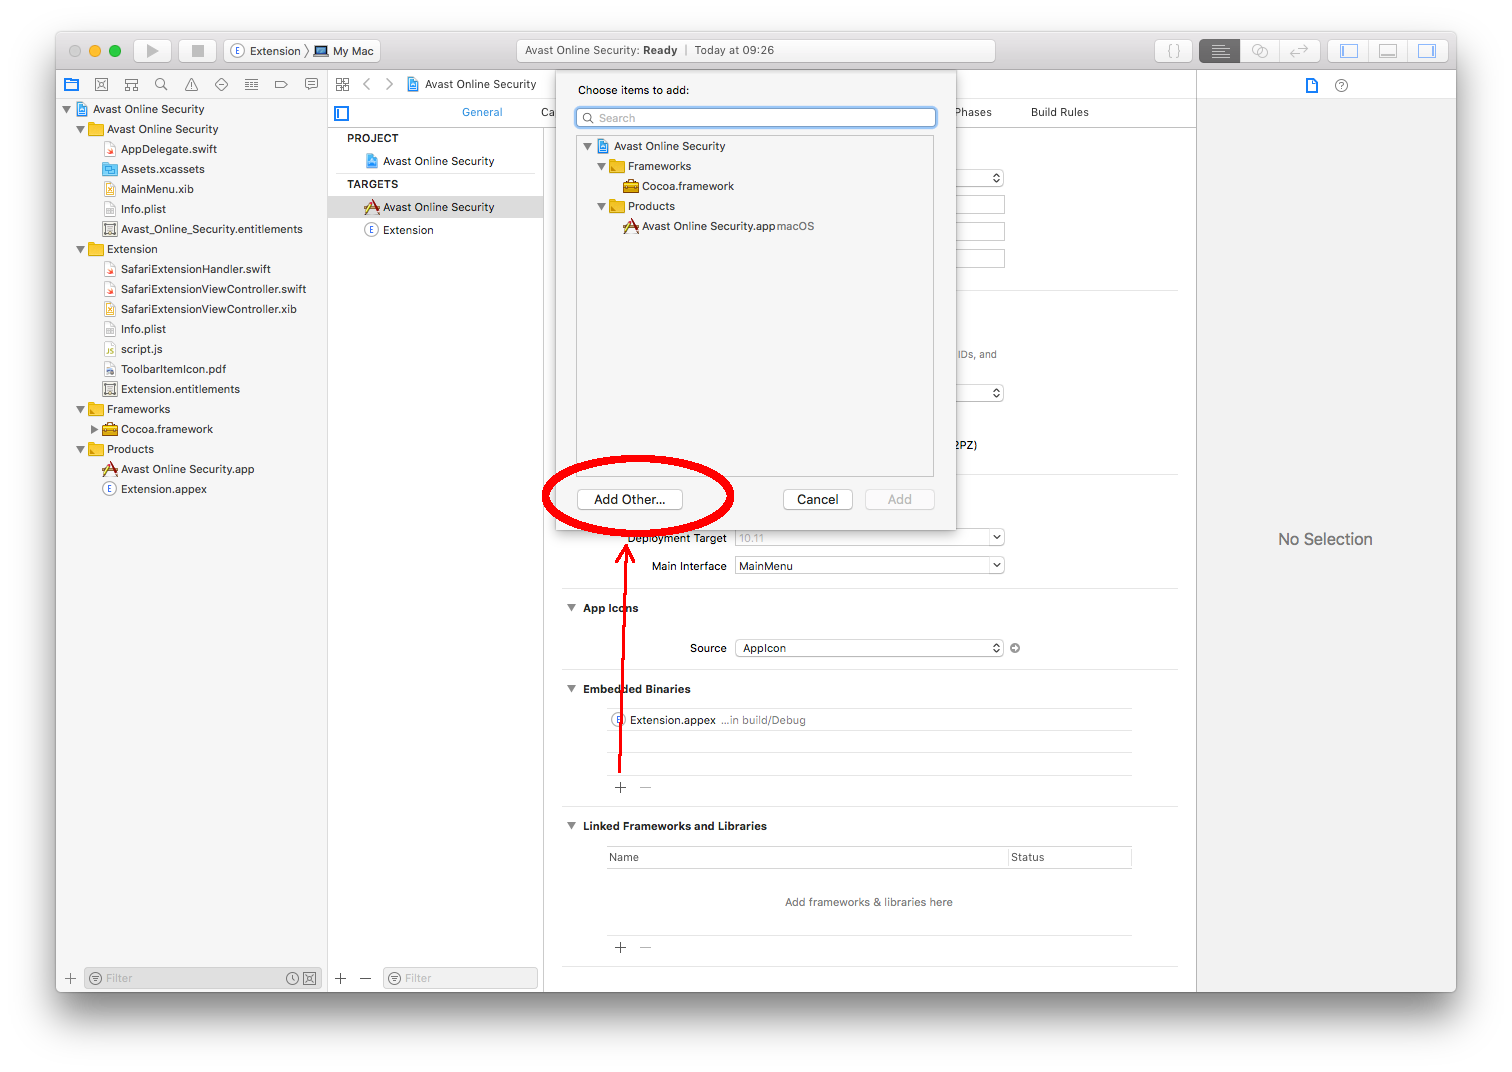 Extension
My Mac
Avast Online Security: Ready | Today at 09:26
Avast Online Security
Avast Online Security
Avast Online Security
AppDelegate.swift
Assets.xcassets
MainMenu.xib
Info.plist
Avast_Online_Security.entitlements
Extension
SafariExtensionHandler.swift
SafariExtensionViewController.swift
SafariExtensionViewController.xib
Info.plist
script.js
ToolbarItemIcon.pdf
Extension.entitlements
Frameworks
Cocoa.framework
Products
Avast Online Security.app
Extension.appex
Filter
General
Ca
Phases
Build Rules
PROJECT
Avast Online Security
TARGETS
Avast Online Security
Extension
Filter
Choose items to add:
Search
Avast Online Security
Frameworks
Cocoa.framework
Products
Avast Online Security.app macOS
Add Other...
Cancel
Add
IDs, and
2PZ)
Deployment Target 10.11
Main Interface MainMenu
App Icons
Source AppIcon
Embedded Binaries
Extension.appex ...in build/Debug
Linked Frameworks and Libraries
Name Status
Add frameworks & libraries here
No Selection